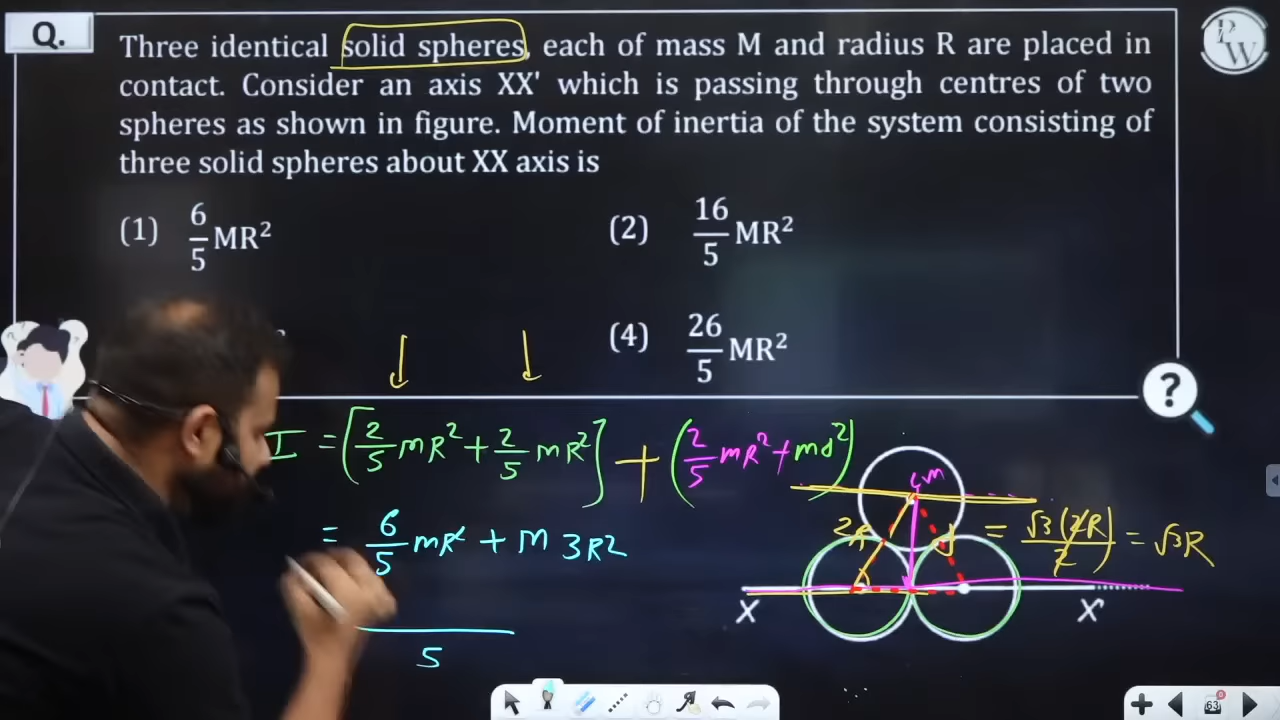 Q.
Three identical solid spheres, each of mass M and radius R are placed in
contact. Consider an axis XX' which is passing through centres of two
spheres as shown in figure. Moment of inertia of the system consisting of
three solid spheres about XX axis is
(1) 6/5 MR²
(2) 16/5 MR²
(4) 26/5 MR²
I = [2/5 mR² + 2/5 mR²] + (2/5 mR² + md²)
= 6/5 mR² + m 3R²
5
cm
2R
d = √3(2R)/2 = √3R
X
X'
PW
?
63